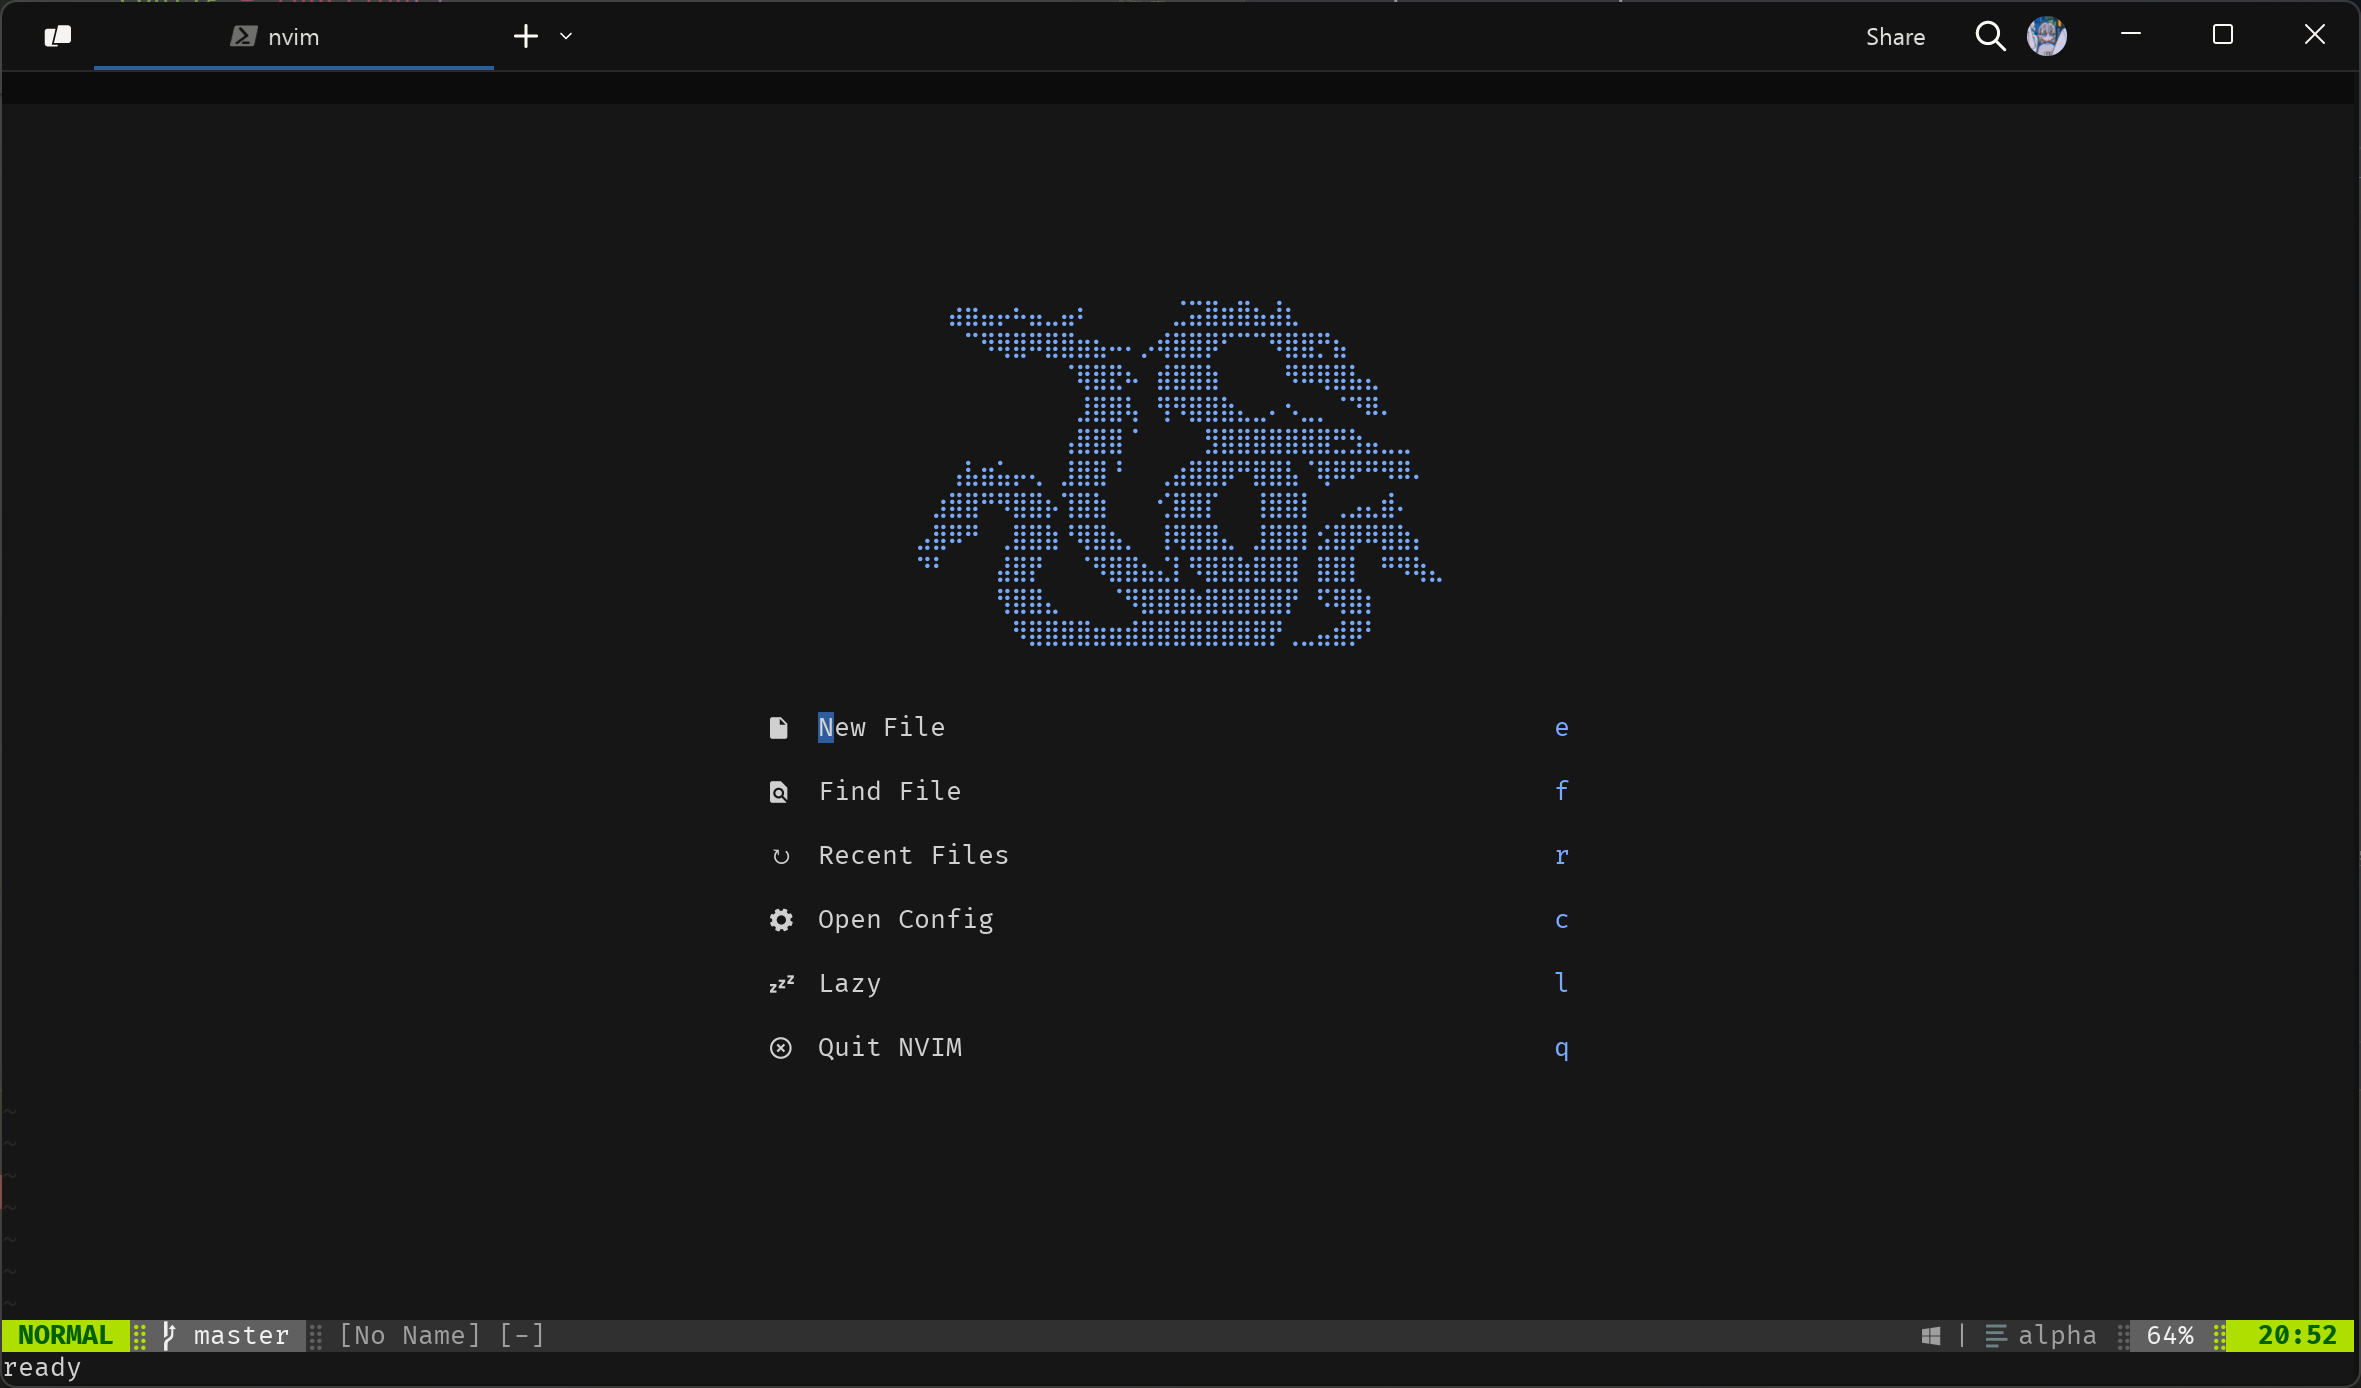 nvim
Share
New File e
Find File f
Recent Files r
Open Config c
Lazy l
Quit NVIM q
~
~
~
~
~
~
~
NORMAL master [No Name] [-] | alpha 64% 20:52
ready